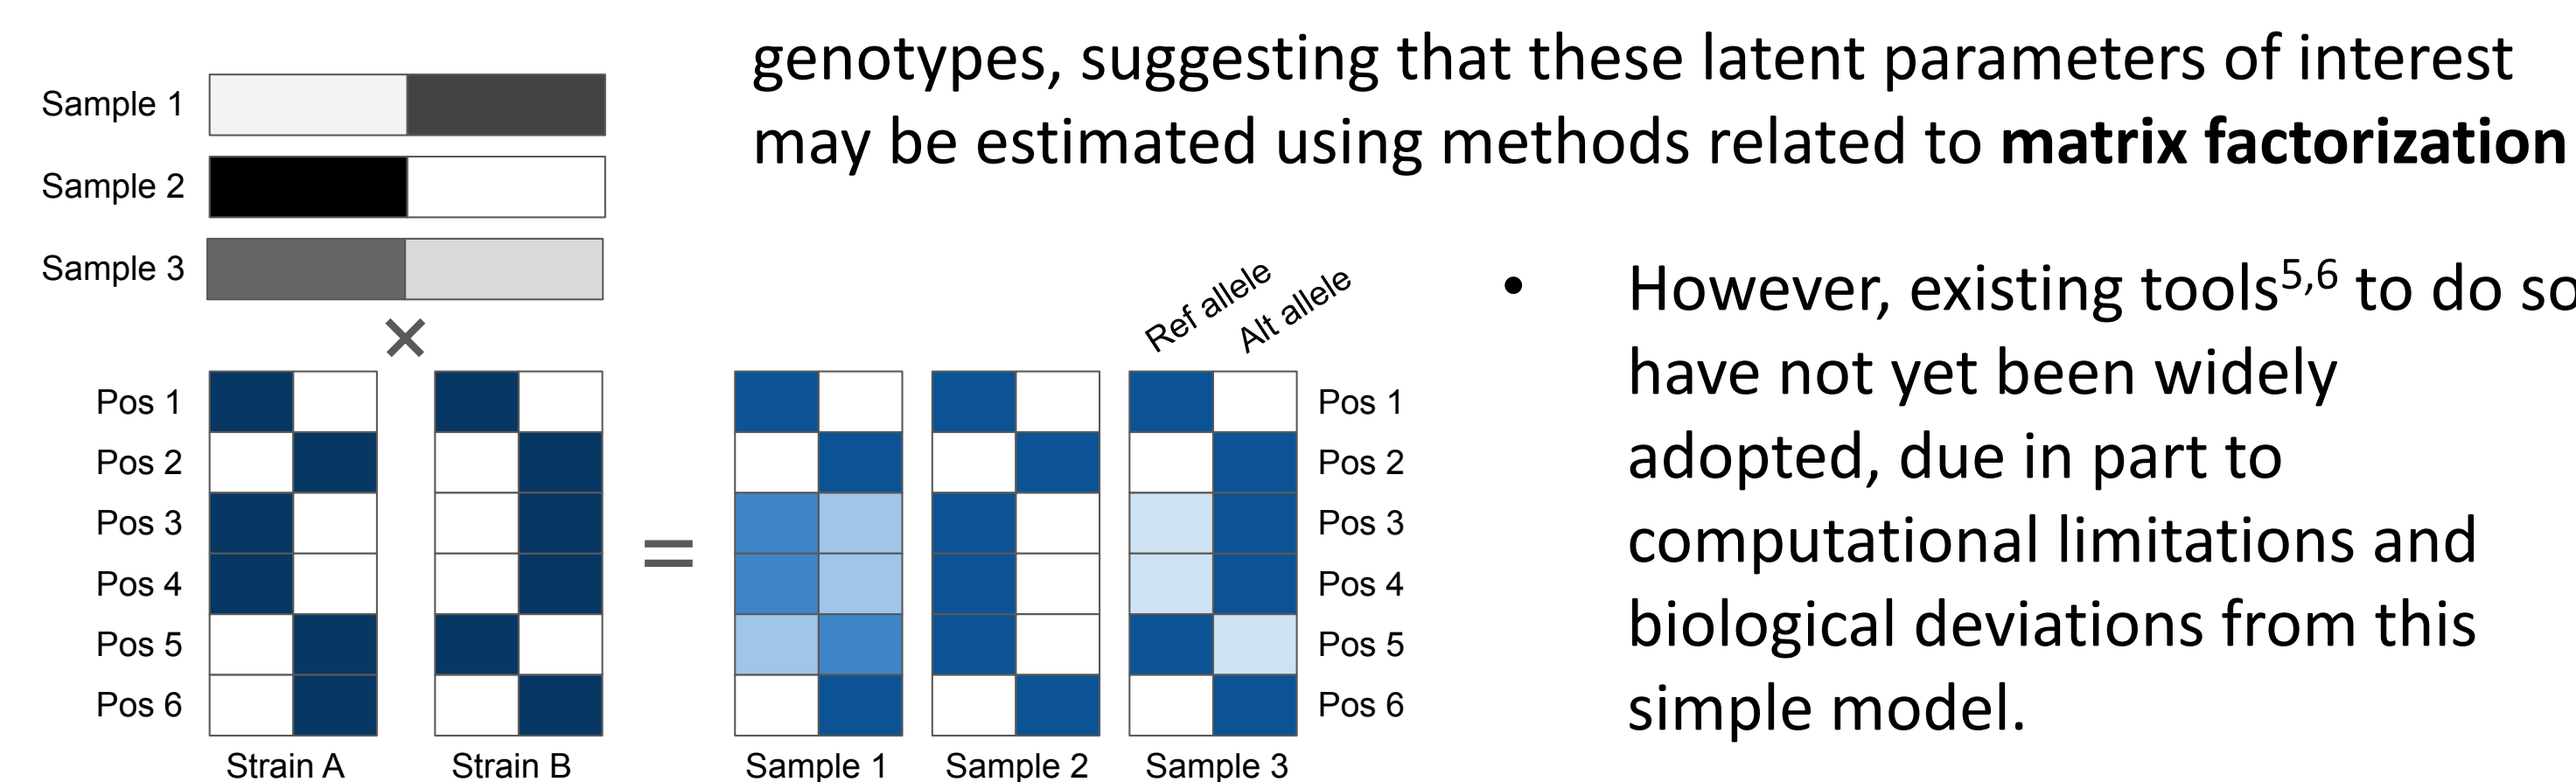 genotypes, suggesting that these latent parameters of interest
may be estimated using methods related to matrix factorization
Sample 1
Sample 2
Sample 3
×
Ref allele
Alt allele
Pos 1
Pos 2
Pos 3
Pos 4
Pos 5
Pos 6
Strain A
Strain B
=
Pos 1
Pos 2
Pos 3
Pos 4
Pos 5
Pos 6
Sample 1
Sample 2
Sample 3
• However, existing tools5,6 to do so
have not yet been widely
adopted, due in part to
computational limitations and
biological deviations from this
simple model.